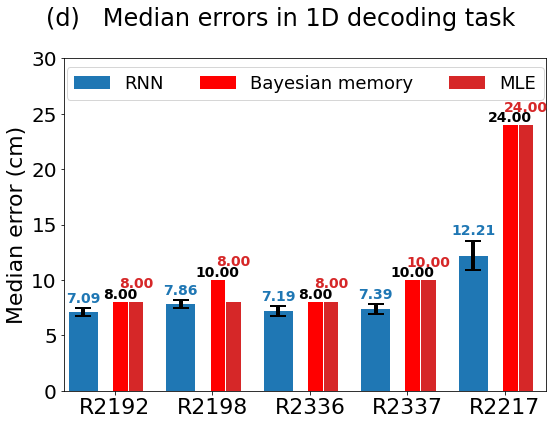 (d) Median errors in 1D decoding task
RNN Bayesian memory MLE
Median error (cm)
30
25
20
15
10
5
0
7.09 8.00 8.00
7.86 10.00 8.00
7.19 8.00 8.00
7.39 10.00 10.00
12.21 24.00 24.00
R2192 R2198 R2336 R2337 R2217